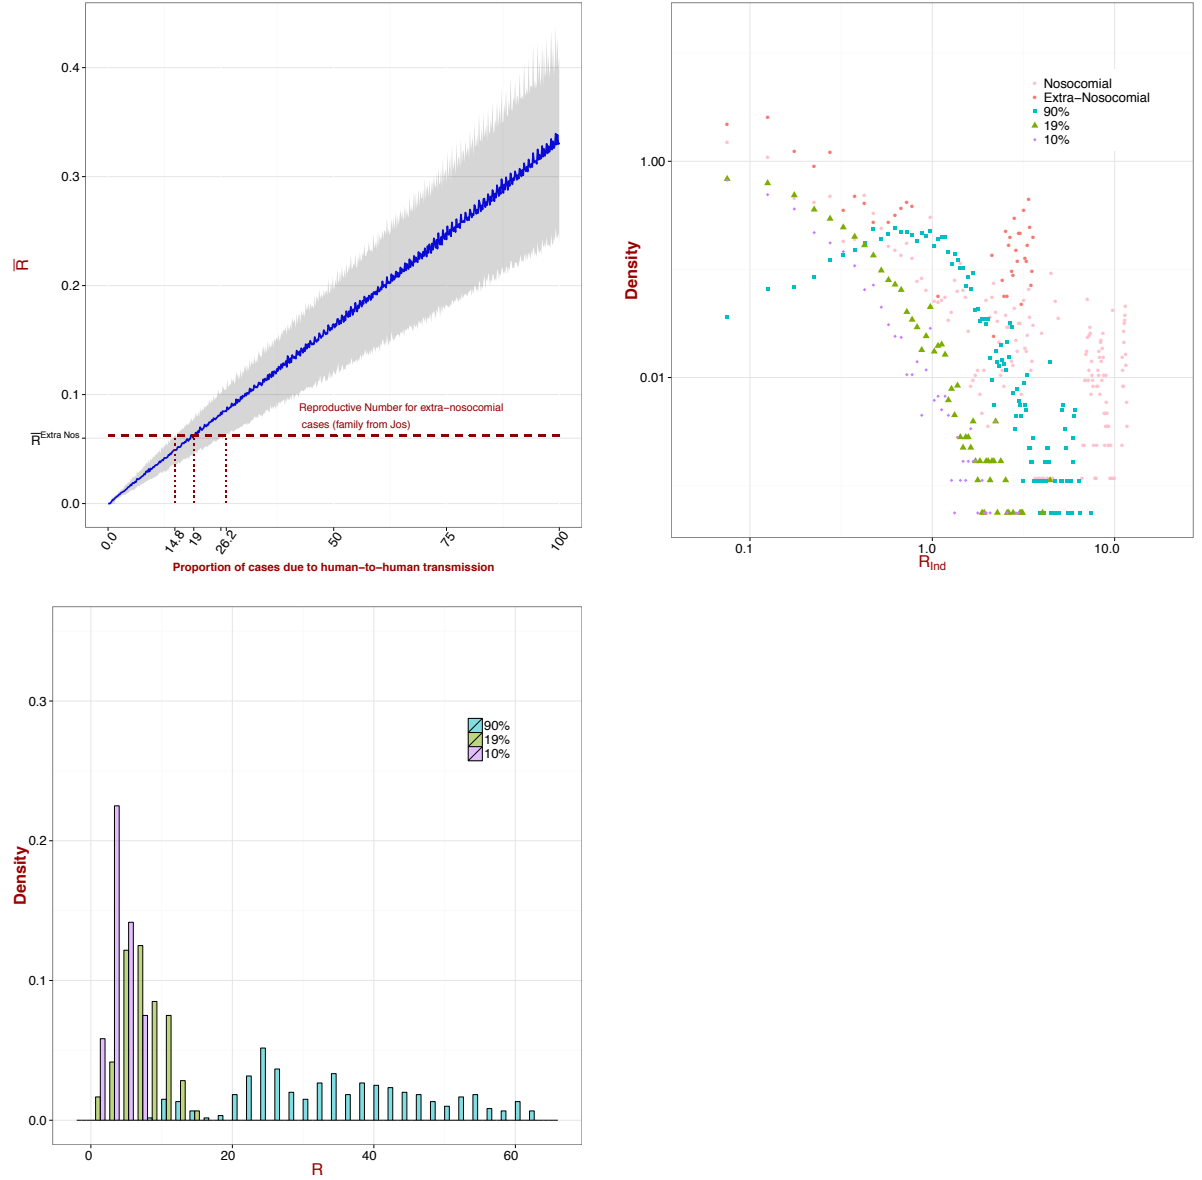 0.4
0.3
0.2
0.1
0.0
R̅
R̅Extra Nos
Reproductive Number for extra−nosocomial
cases (family from Jos)
0.0
14.8
19
26.2
50
75
100
Proportion of cases due to human−to−human transmission
Density
1.00
0.01
Nosocomial
Extra−Nosocomial
90%
19%
10%
0.1
1.0
10.0
RInd
Density
0.3
0.2
0.1
0.0
90%
19%
10%
0
20
40
60
R